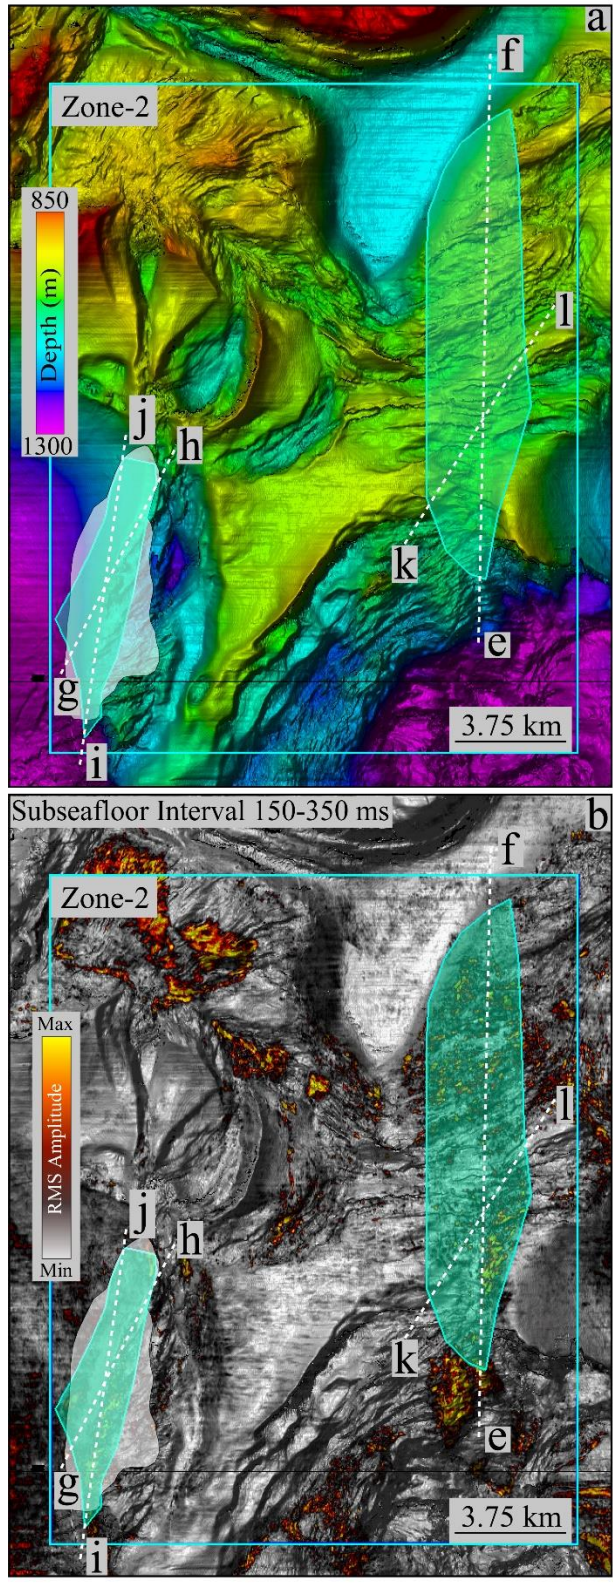 a
f
Zone-2
850
Depth (m)
1300
l
j
h
k
e
g
i
3.75 km
Subseafloor Interval 150-350 ms
b
f
Zone-2
Max
RMS Amplitude
Min
l
j
h
k
e
g
i
3.75 km